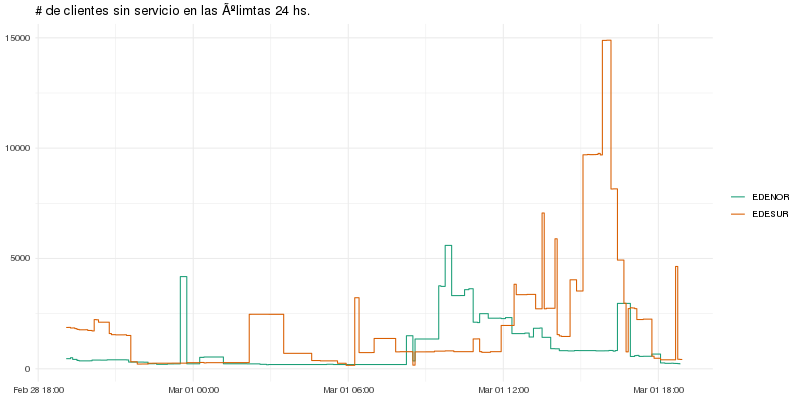 # de clientes sin servicio en las Ãºlimtas 24 hs.
15000
10000
5000
0
Feb 28 18:00
Mar 01 00:00
Mar 01 06:00
Mar 01 12:00
Mar 01 18:00
EDENOR
EDESUR